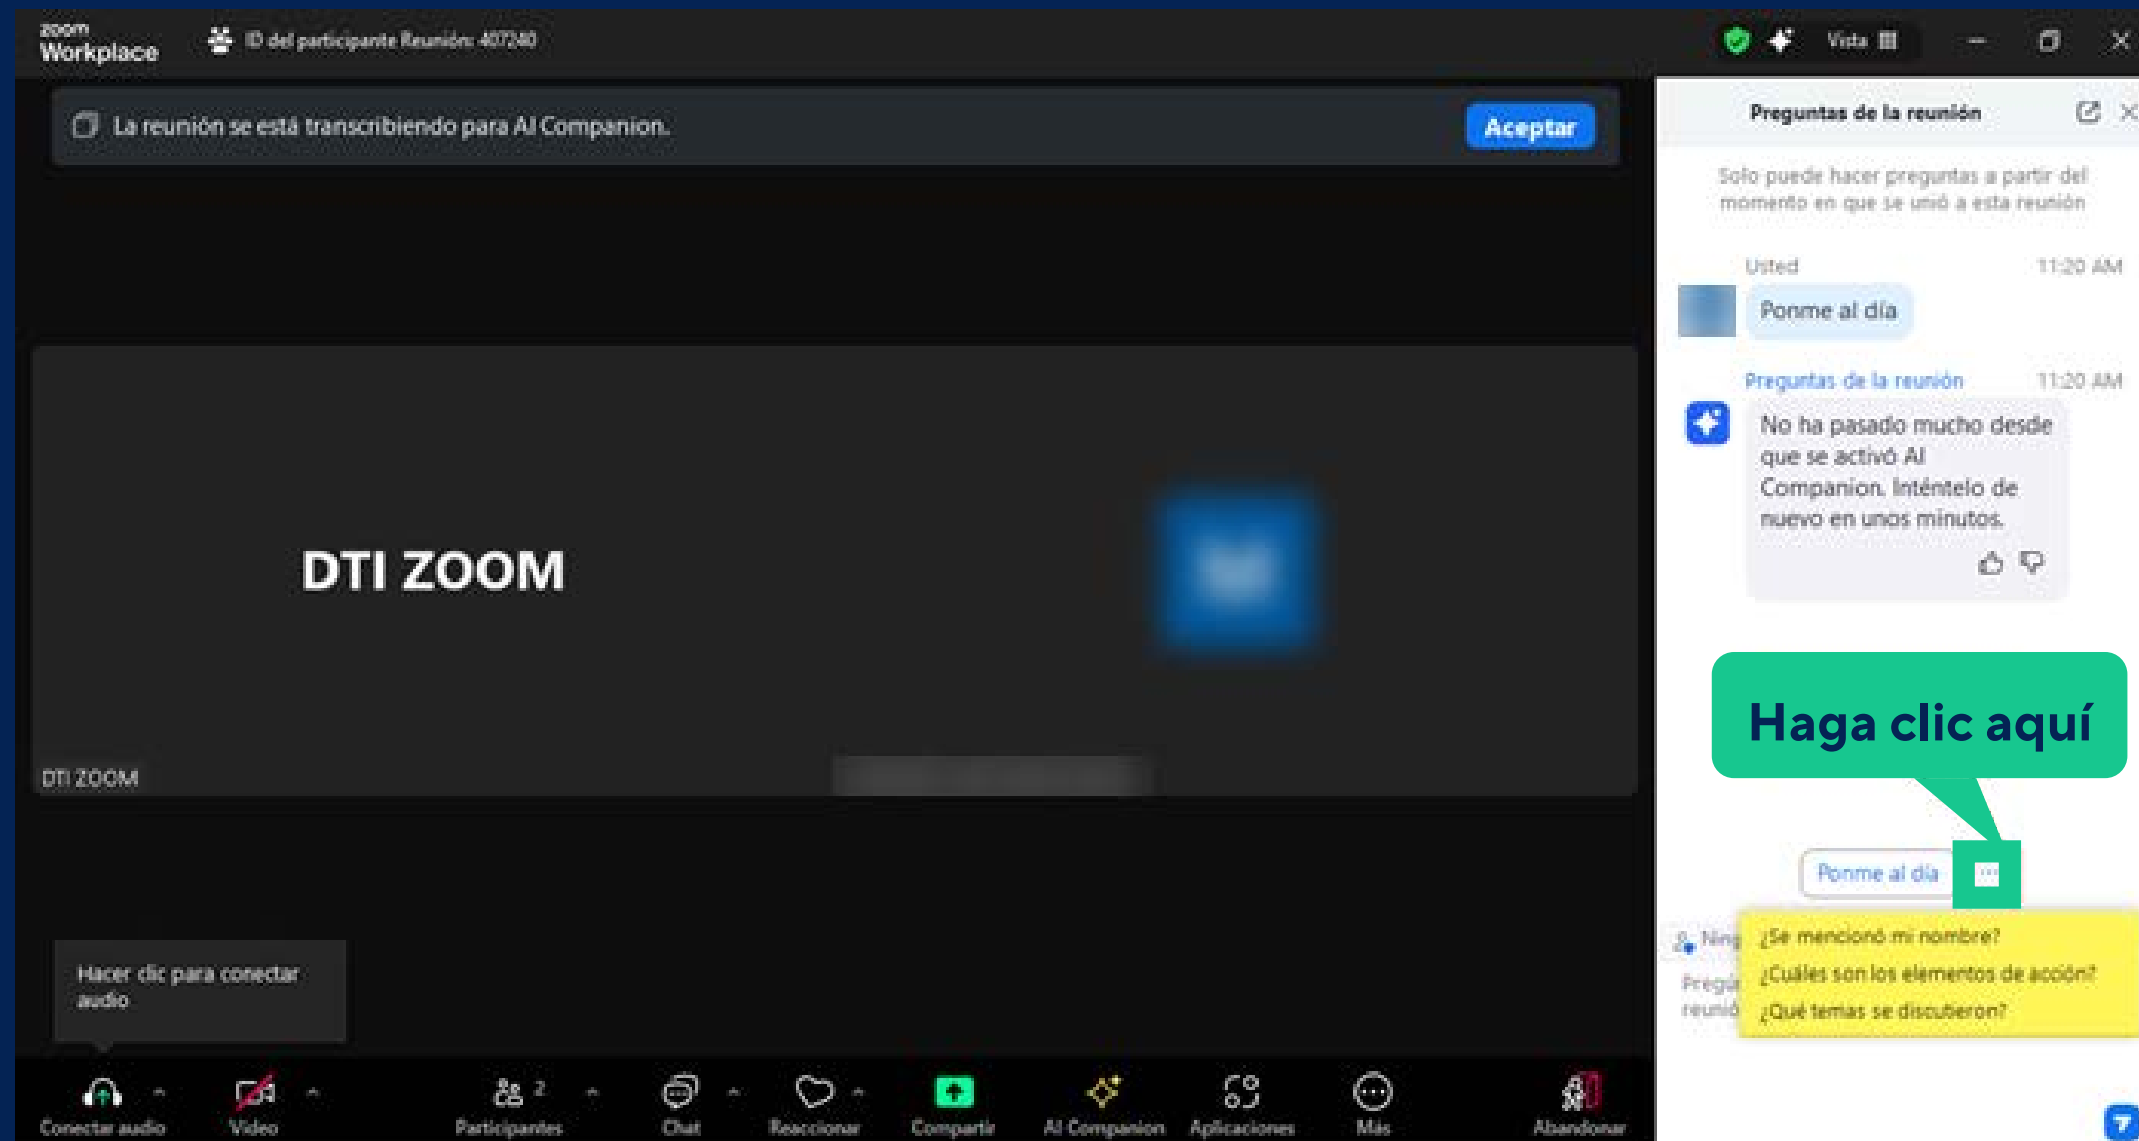 zoom
Workplace
ID del participante Reunión: 407240
Vista
La reunión se está transcribiendo para AI Companion.
Aceptar
DTI ZOOM
DTI ZOOM
Hacer clic para conectar
audio
Conectar audio
Video
2
Participantes
Chat
Reaccionar
Compartir
AI Companion
Aplicaciones
Más
Abandonar
Preguntas de la reunión
Solo puede hacer preguntas a partir del
momento en que se unió a esta reunión
Usted 11:20 AM
Ponme al día
Preguntas de la reunión 11:20 AM
No ha pasado mucho desde
que se activó AI
Companion. Inténtelo de
nuevo en unos minutos.
Haga clic aquí
Ponme al día ...
¿Se mencionó mi nombre?
¿Cuáles son los elementos de acción?
¿Qué temas se discutieron?